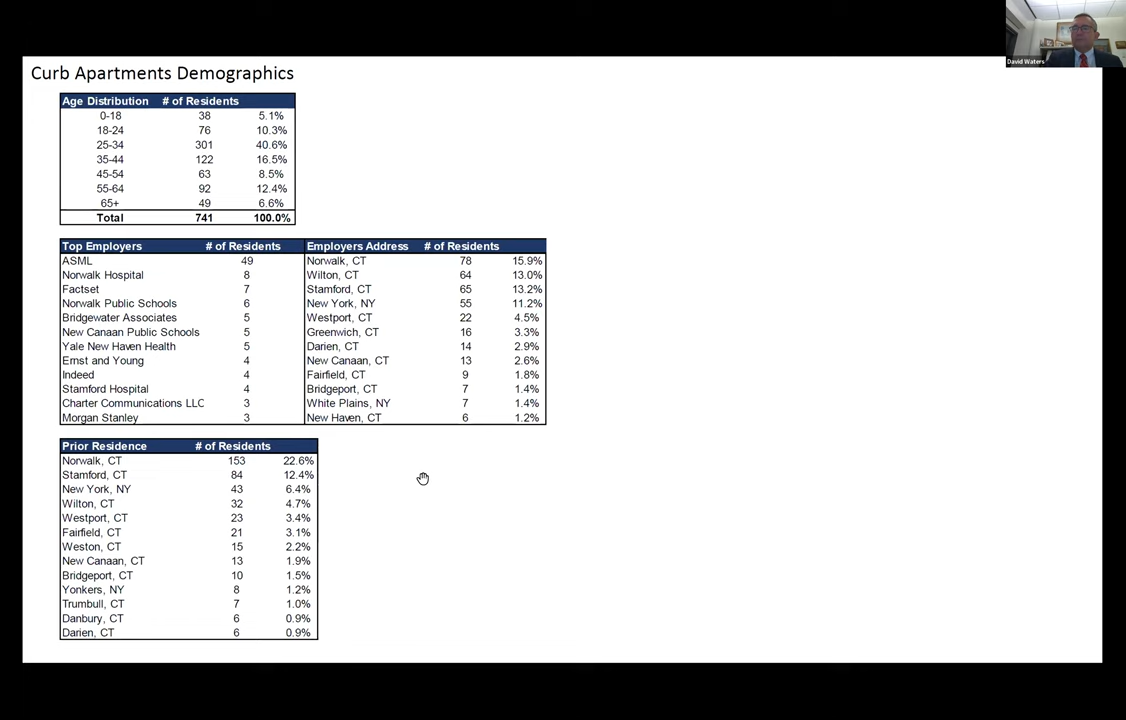 David Waters
Curb Apartments Demographics
Age Distribution # of Residents
0-18 38 5.1%
18-24 76 10.3%
25-34 301 40.6%
35-44 122 16.5%
45-54 63 8.5%
55-64 92 12.4%
65+ 49 6.6%
Total 741 100.0%
Top Employers # of Residents Employers Address # of Residents
ASML 49 Norwalk, CT 78 15.9%
Norwalk Hospital 8 Wilton, CT 64 13.0%
Factset 7 Stamford, CT 65 13.2%
Norwalk Public Schools 6 New York, NY 55 11.2%
Bridgewater Associates 5 Westport, CT 22 4.5%
New Canaan Public Schools 5 Greenwich, CT 16 3.3%
Yale New Haven Health 5 Darien, CT 14 2.9%
Ernst and Young 4 New Canaan, CT 13 2.6%
Indeed 4 Fairfield, CT 9 1.8%
Stamford Hospital 4 Bridgeport, CT 7 1.4%
Charter Communications LLC 3 White Plains, NY 7 1.4%
Morgan Stanley 3 New Haven, CT 6 1.2%
Prior Residence # of Residents
Norwalk, CT 153 22.6%
Stamford, CT 84 12.4%
New York, NY 43 6.4%
Wilton, CT 32 4.7%
Westport, CT 23 3.4%
Fairfield, CT 21 3.1%
Weston, CT 15 2.2%
New Canaan, CT 13 1.9%
Bridgeport, CT 10 1.5%
Yonkers, NY 8 1.2%
Trumbull, CT 7 1.0%
Danbury, CT 6 0.9%
Darien, CT 6 0.9%